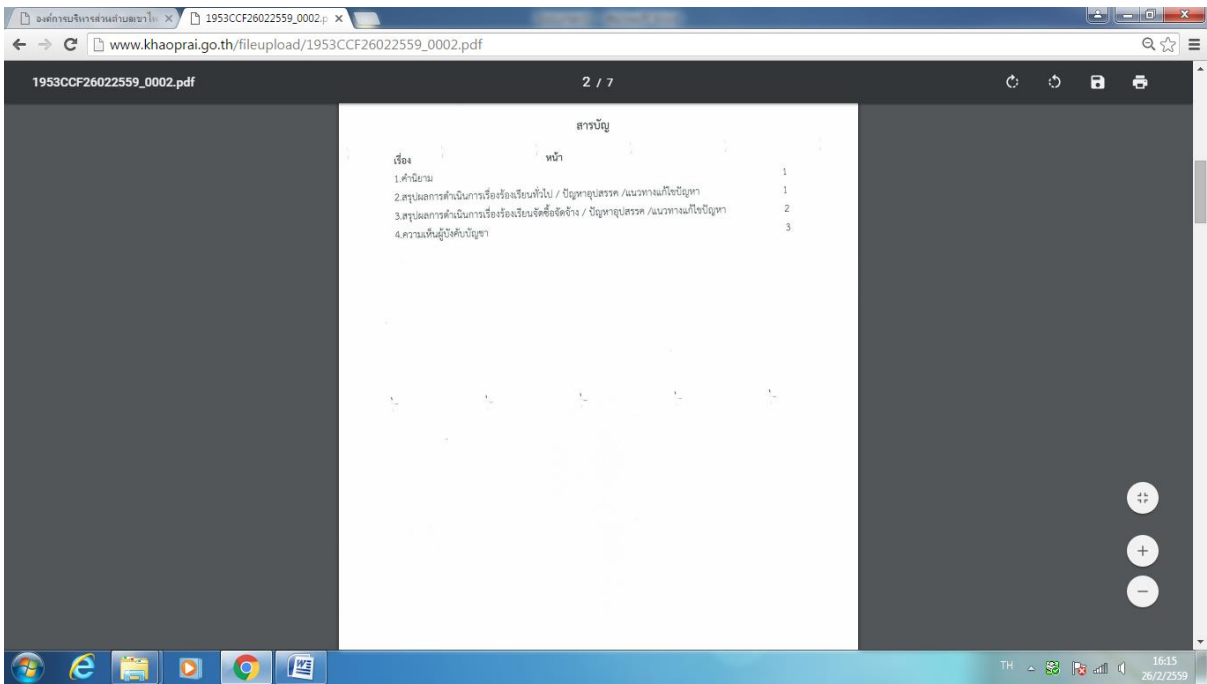 องค์การบริหารส่วนตำบลเขาไพ
1953CCF26022559_0002.p
www.khaoprai.go.th/fileupload/1953CCF26022559_0002.pdf
1953CCF26022559_0002.pdf
2 / 7
สารบัญ
เรื่อง หน้า
1.คำนิยาม 1
2.สรุปผลการดำเนินการเรื่องร้องเรียนทั่วไป / ปัญหาอุปสรรค /แนวทางแก้ไขปัญหา 1
3.สรุปผลการดำเนินการเรื่องร้องเรียนจัดซื้อจัดจ้าง / ปัญหาอุปสรรค /แนวทางแก้ไขปัญหา 2
4.ความเห็นผู้บังคับบัญชา 3
TH
16:15
26/2/2559